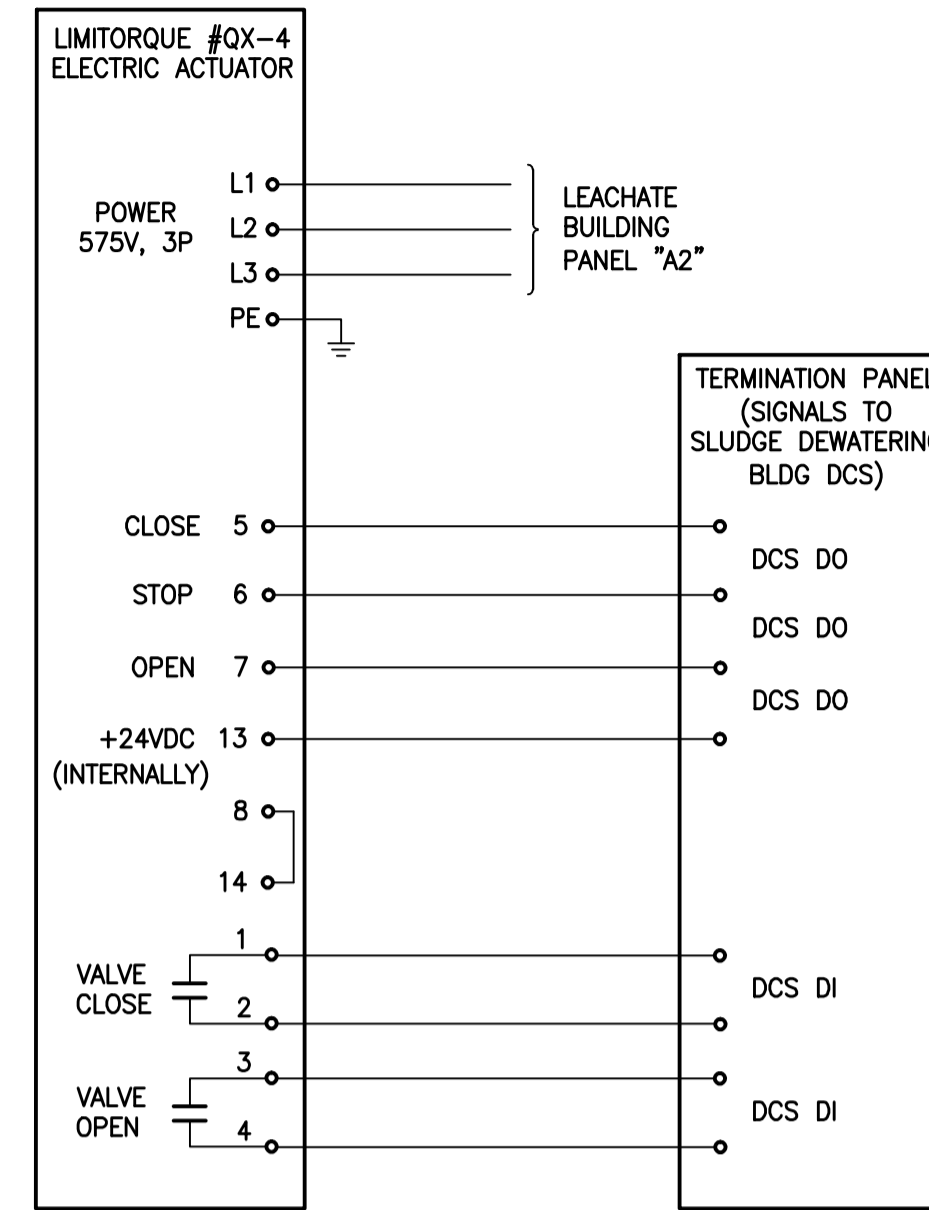 LIMITORQUE #QX-4
ELECTRIC ACTUATOR
POWER
575V, 3P
L1
L2
L3
PE
LEACHATE
BUILDING
PANEL "A2"
TERMINATION PANEL
(SIGNALS TO
SLUDGE DEWATERING
BLDG DCS)
CLOSE 5
DCS DO
STOP 6
DCS DO
OPEN 7
DCS DO
+24VDC 13
(INTERNALLY)
8
14
1
VALVE
CLOSE
2
DCS DI
3
VALVE
OPEN
4
DCS DI